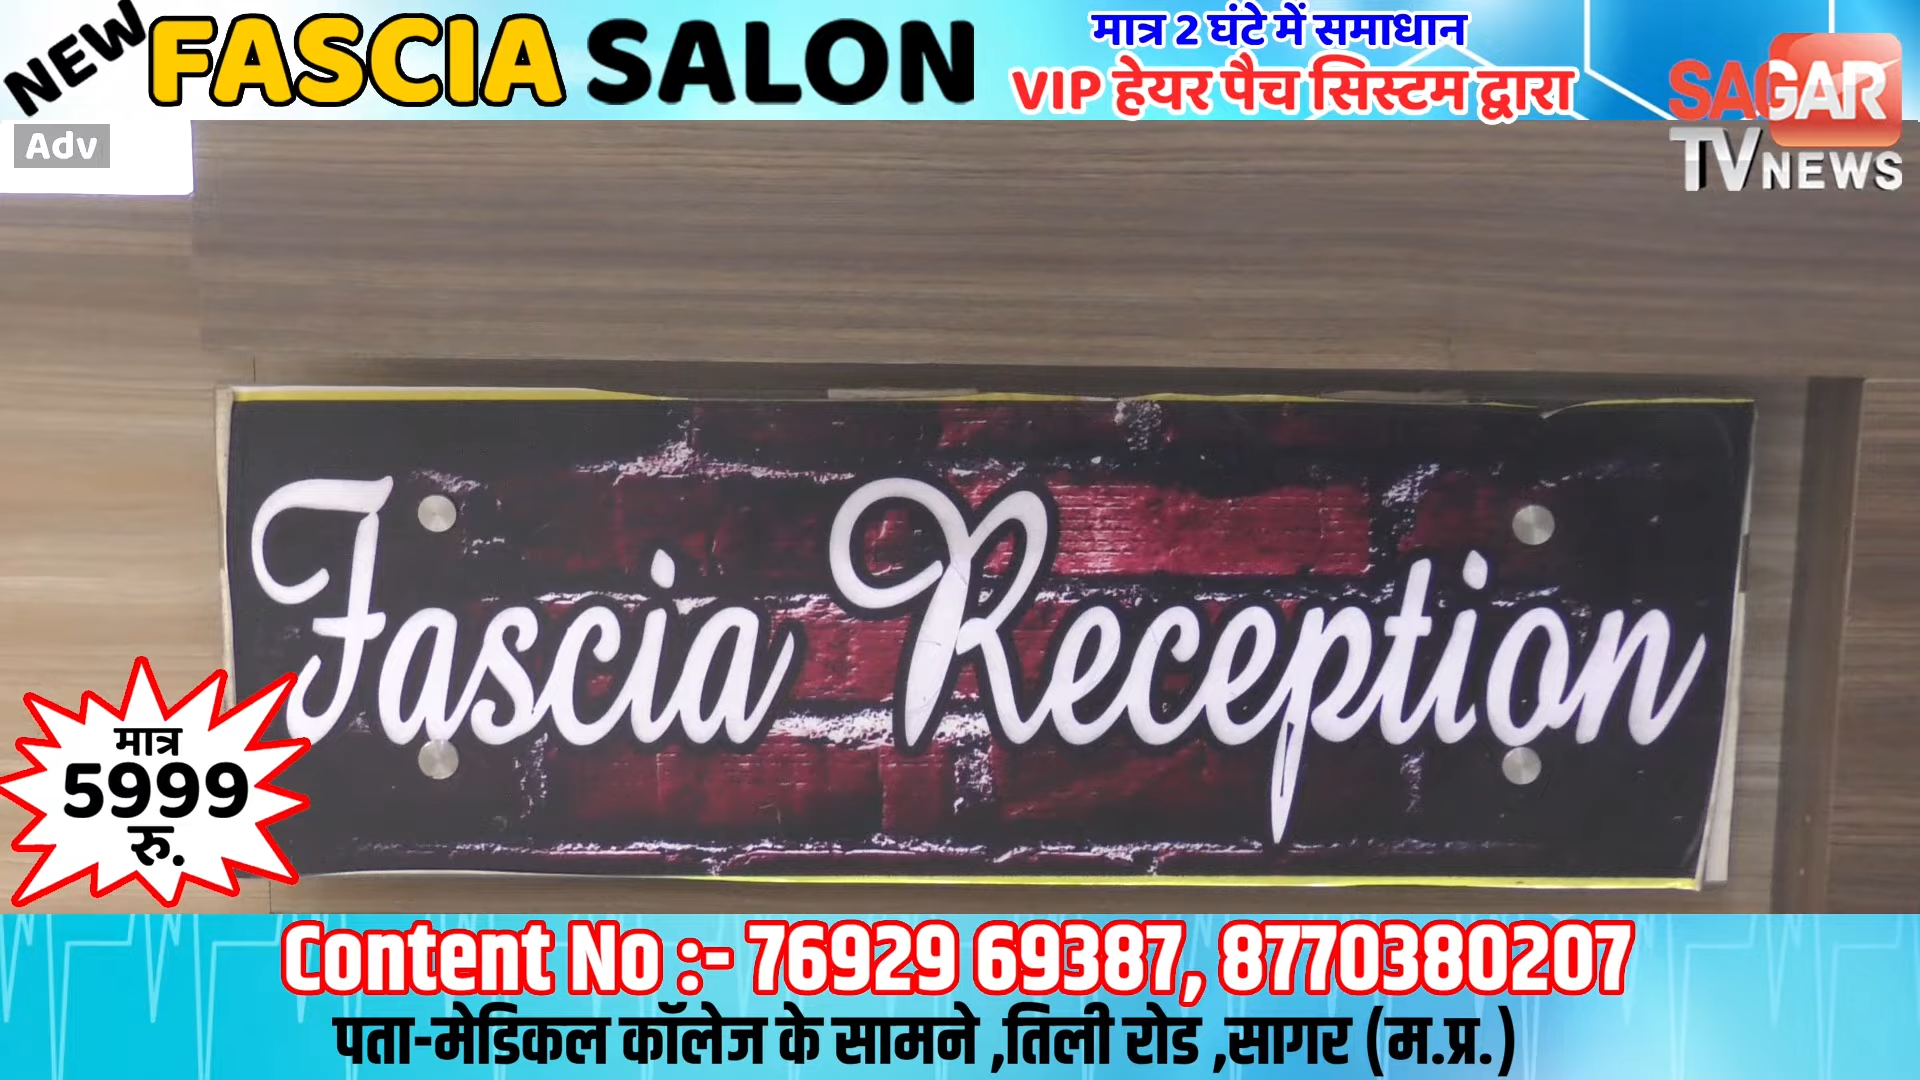 NEW FASCIA SALON
मात्र 2 घंटे में समाधान
VIP हेयर पैच सिस्टम द्वारा
SAGAR
TV NEWS
Adv
Fascia Reception
मात्र
5999
रु.
Content No :- 76929 69387, 8770380207
पता-मेडिकल कॉलेज के सामने ,तिली रोड ,सागर (म.प्र.)